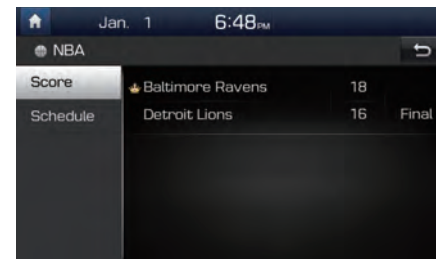 Jan. 1 6:48PM
NBA
Score
Baltimore Ravens 18
Schedule
Detroit Lions 16 Final